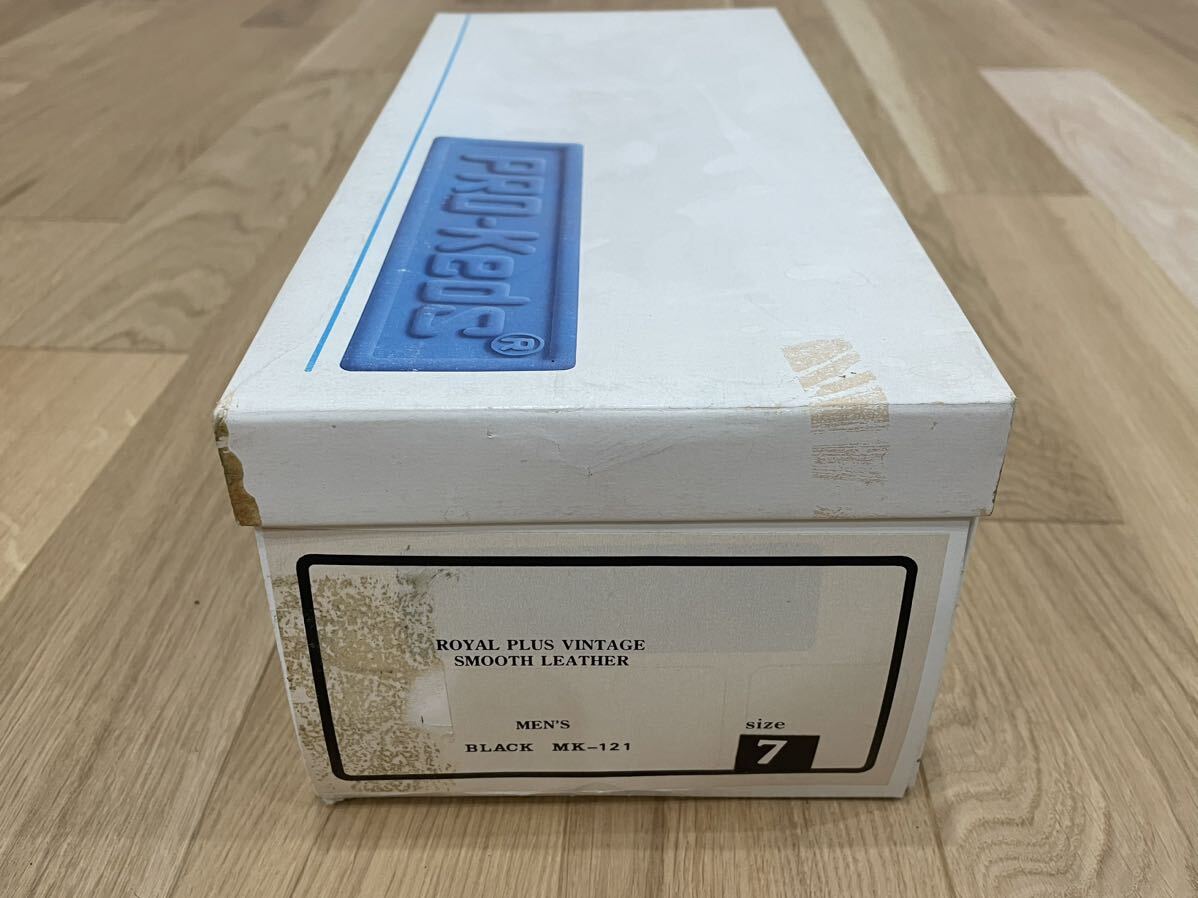 PRO-Keds®
ROYAL PLUS VINTAGE
SMOOTH LEATHER
MEN'S
size
BLACK MK-121
7